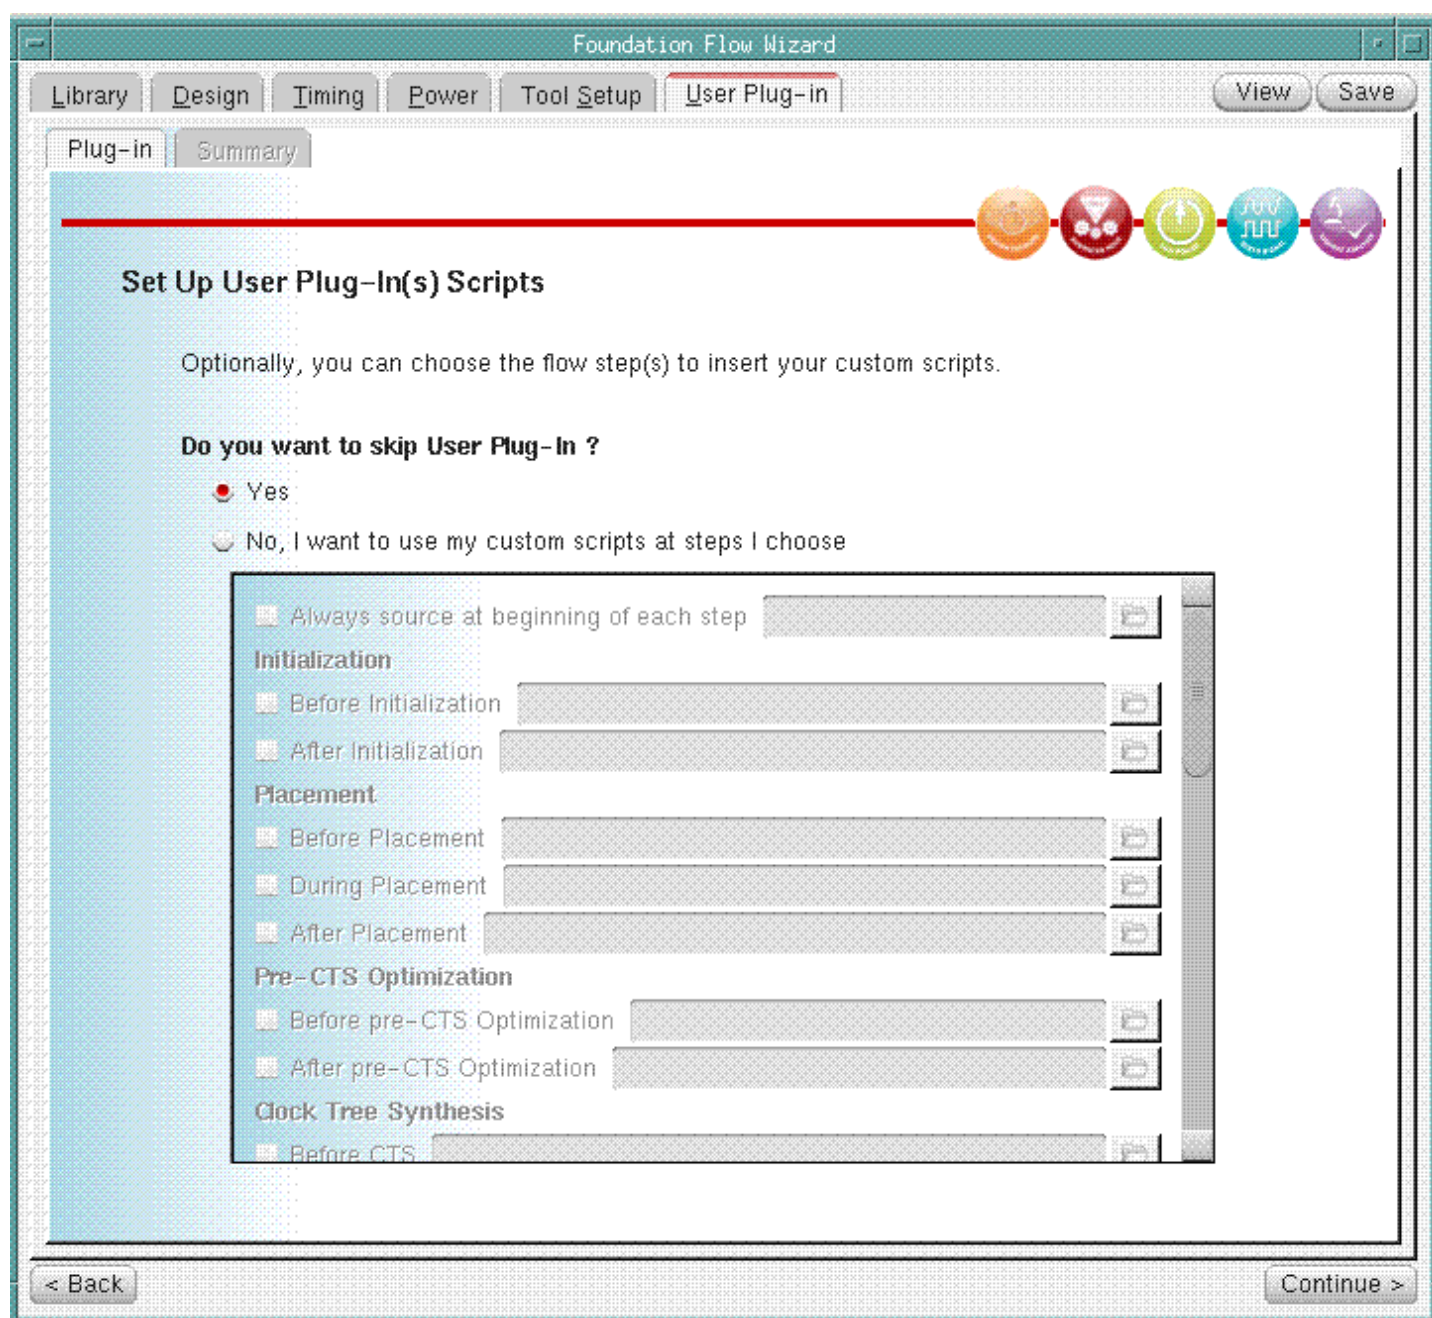 Foundation Flow Wizard
Library Design Timing Power Tool Setup User Plug-in View Save
Plug-in Summary
Set Up User Plug-In(s) Scripts
Optionally, you can choose the flow step(s) to insert your custom scripts.
Do you want to skip User Plug-In ?
Yes
No, I want to use my custom scripts at steps I choose
Always source at beginning of each step
Initialization
Before Initialization
After Initialization
Placement
Before Placement
During Placement
After Placement
Pre-CTS Optimization
Before pre-CTS Optimization
After pre-CTS Optimization
Clock Tree Synthesis
Before CTS
< Back Continue >